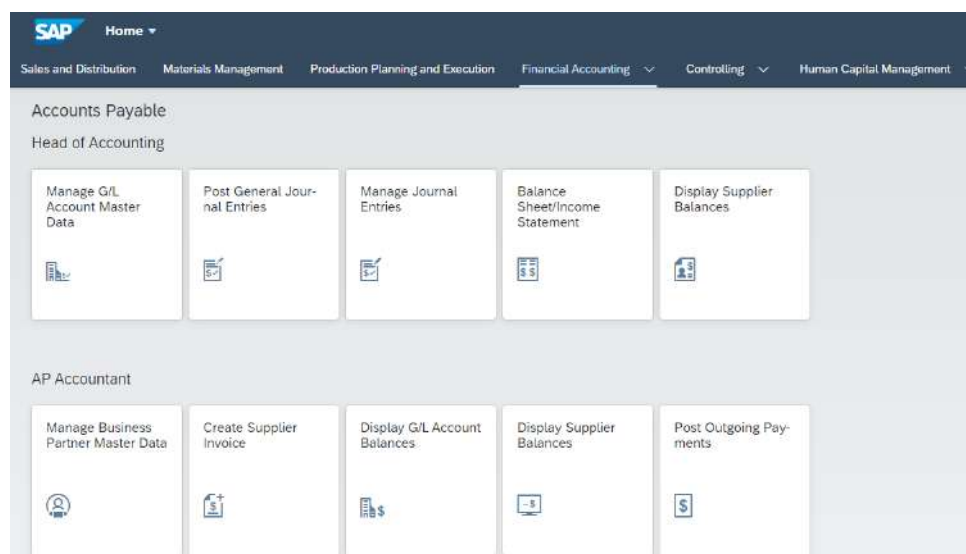 SAP Home
Sales and Distribution Materials Management Production Planning and Execution Financial Accounting Controlling Human Capital Management
Accounts Payable
Head of Accounting
Manage G/L
Account Master
Data
Post General Jour-
nal Entries
Manage Journal
Entries
Balance
Sheet/Income
Statement
Display Supplier
Balances
AP Accountant
Manage Business
Partner Master Data
Create Supplier
Invoice
Display G/L Account
Balances
Display Supplier
Balances
Post Outgoing Pay-
ments